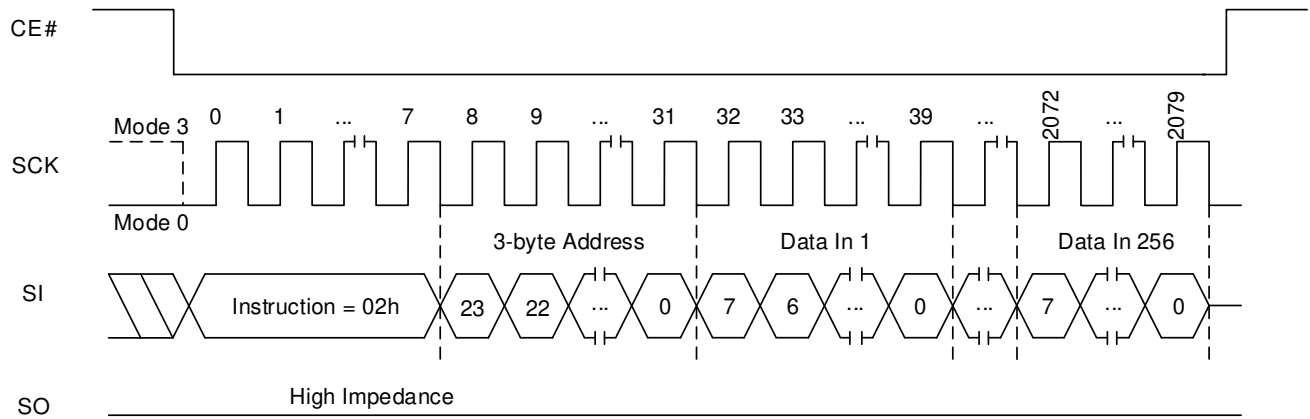 CE#
0 1 ... 7 8 9 ... 31 32 33 ... 39 ... 2072 ... 2079
Mode 3
SCK
Mode 0
3-byte Address Data In 1 Data In 256
SI
Instruction = 02h 23 22 ... 0 7 6 ... 0 ... 7 ... 0
High Impedance
SO